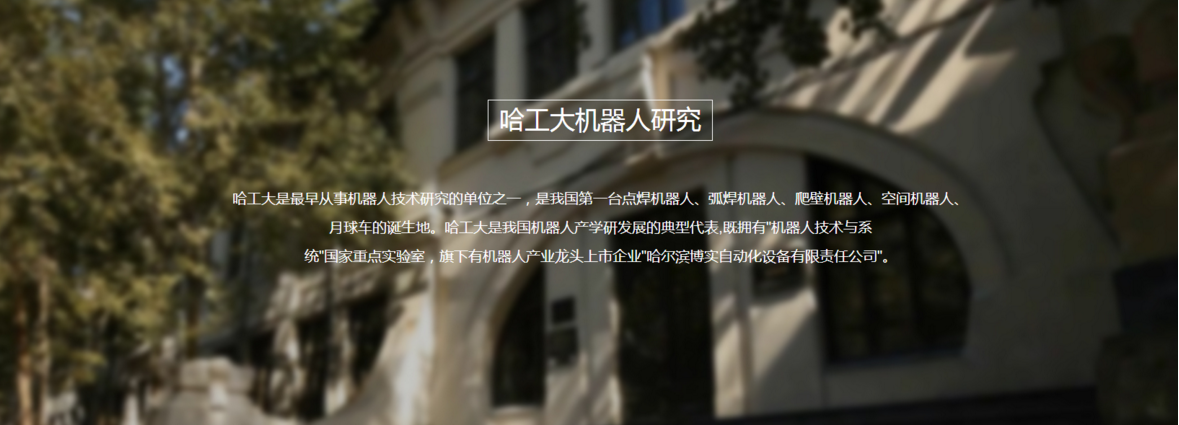 哈工大机器人研究
哈工大是最早从事机器人技术研究的单位之一，是我国第一台点焊机器人、弧焊机器人、爬壁机器人、空间机器人、
月球车的诞生地。哈工大是我国机器人产学研发展的典型代表,既拥有"机器人技术与系
统"国家重点实验室，旗下有机器人产业龙头上市企业"哈尔滨博实自动化设备有限责任公司"。